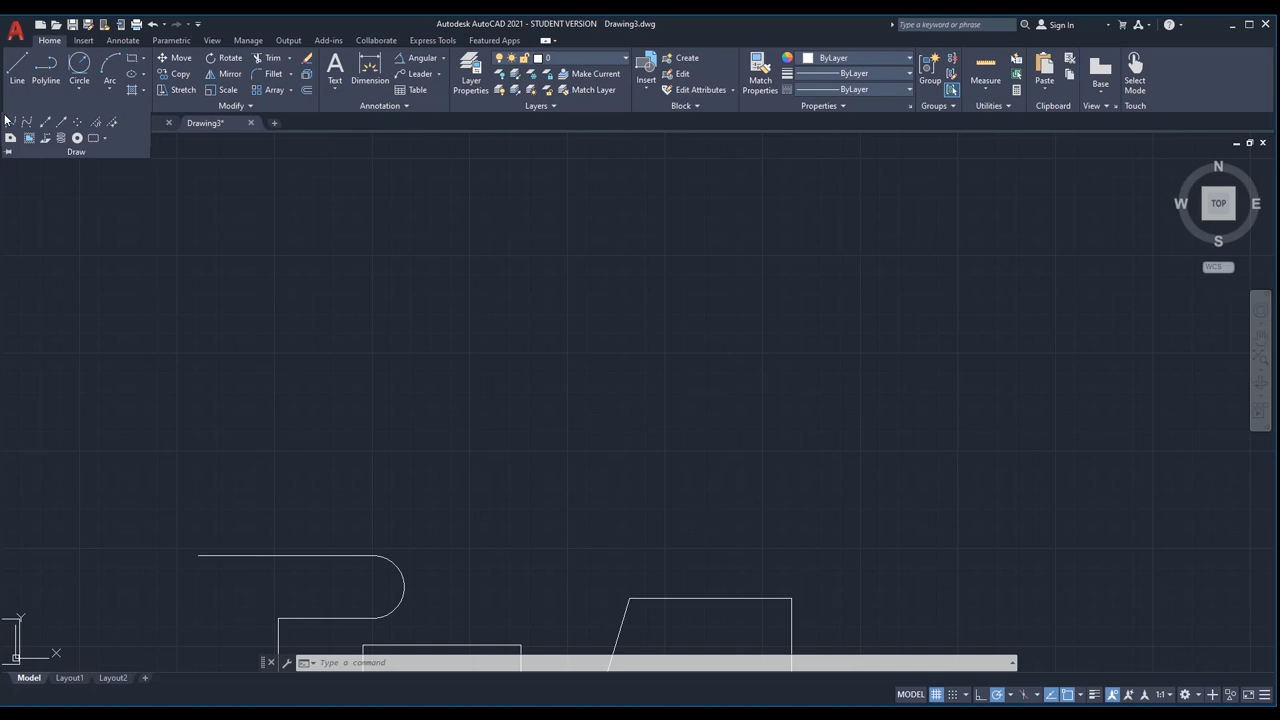 Autodesk AutoCAD 2021 - STUDENT VERSION Drawing3.dwg
Type a keyword or phrase
Sign In
Home Insert Annotate Parametric View Manage Output Add-ins Collaborate Express Tools Featured Apps
Line Polyline Circle Arc
Move Rotate Trim
Copy Mirror Fillet
Stretch Scale Array
Modify
Text Dimension
Angular
Leader
Table
Annotation
Layer Properties
0
Make Current
Match Layer
Layers
Insert
Create
Edit
Edit Attributes
Block
Match Properties
ByLayer
ByLayer
ByLayer
Properties
Group
Groups
Measure
Utilities
Paste
Clipboard
Base
View
Select Mode
Touch
Drawing3*
Draw
N
W TOP E
S
WCS
Y
X
Type a command
Model Layout1 Layout2
MODEL 1:1